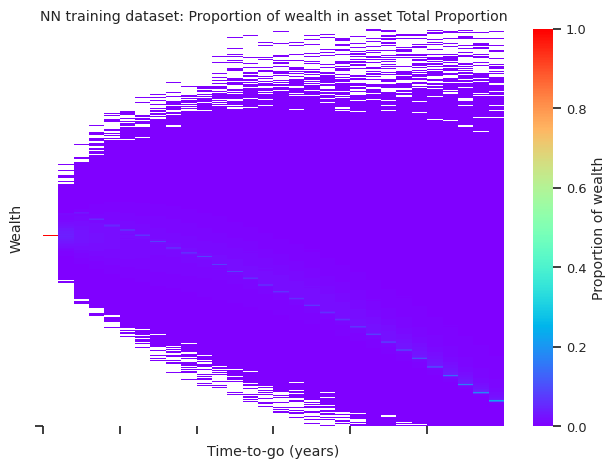 NN training dataset: Proportion of wealth in asset Total Proportion
Wealth
Time-to-go (years)
1.0
0.8
0.6
0.4
0.2
0.0
Proportion of wealth